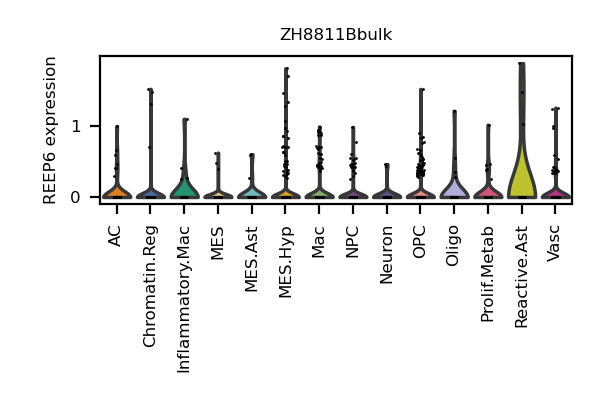 ZH8811Bbulk
REEP6 expression
1
0
AC
Chromatin.Reg
Inflammatory.Mac
MES
MES.Ast
MES.Hyp
Mac
NPC
Neuron
OPC
Oligo
Prolif.Metab
Reactive.Ast
Vasc